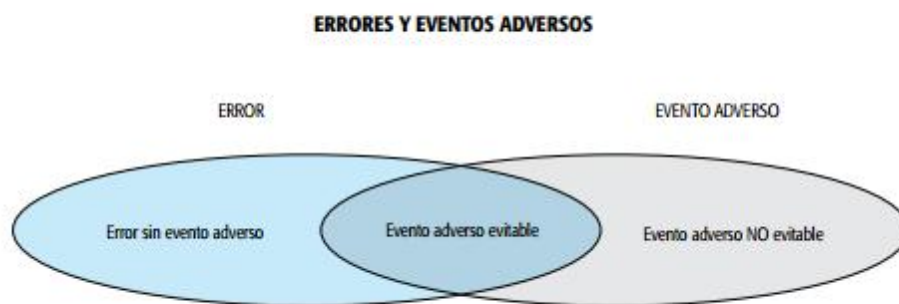 ERRORES Y EVENTOS ADVERSOS
ERROR
EVENTO ADVERSO
Error sin evento adverso
Evento adverso evitable
Evento adverso NO evitable